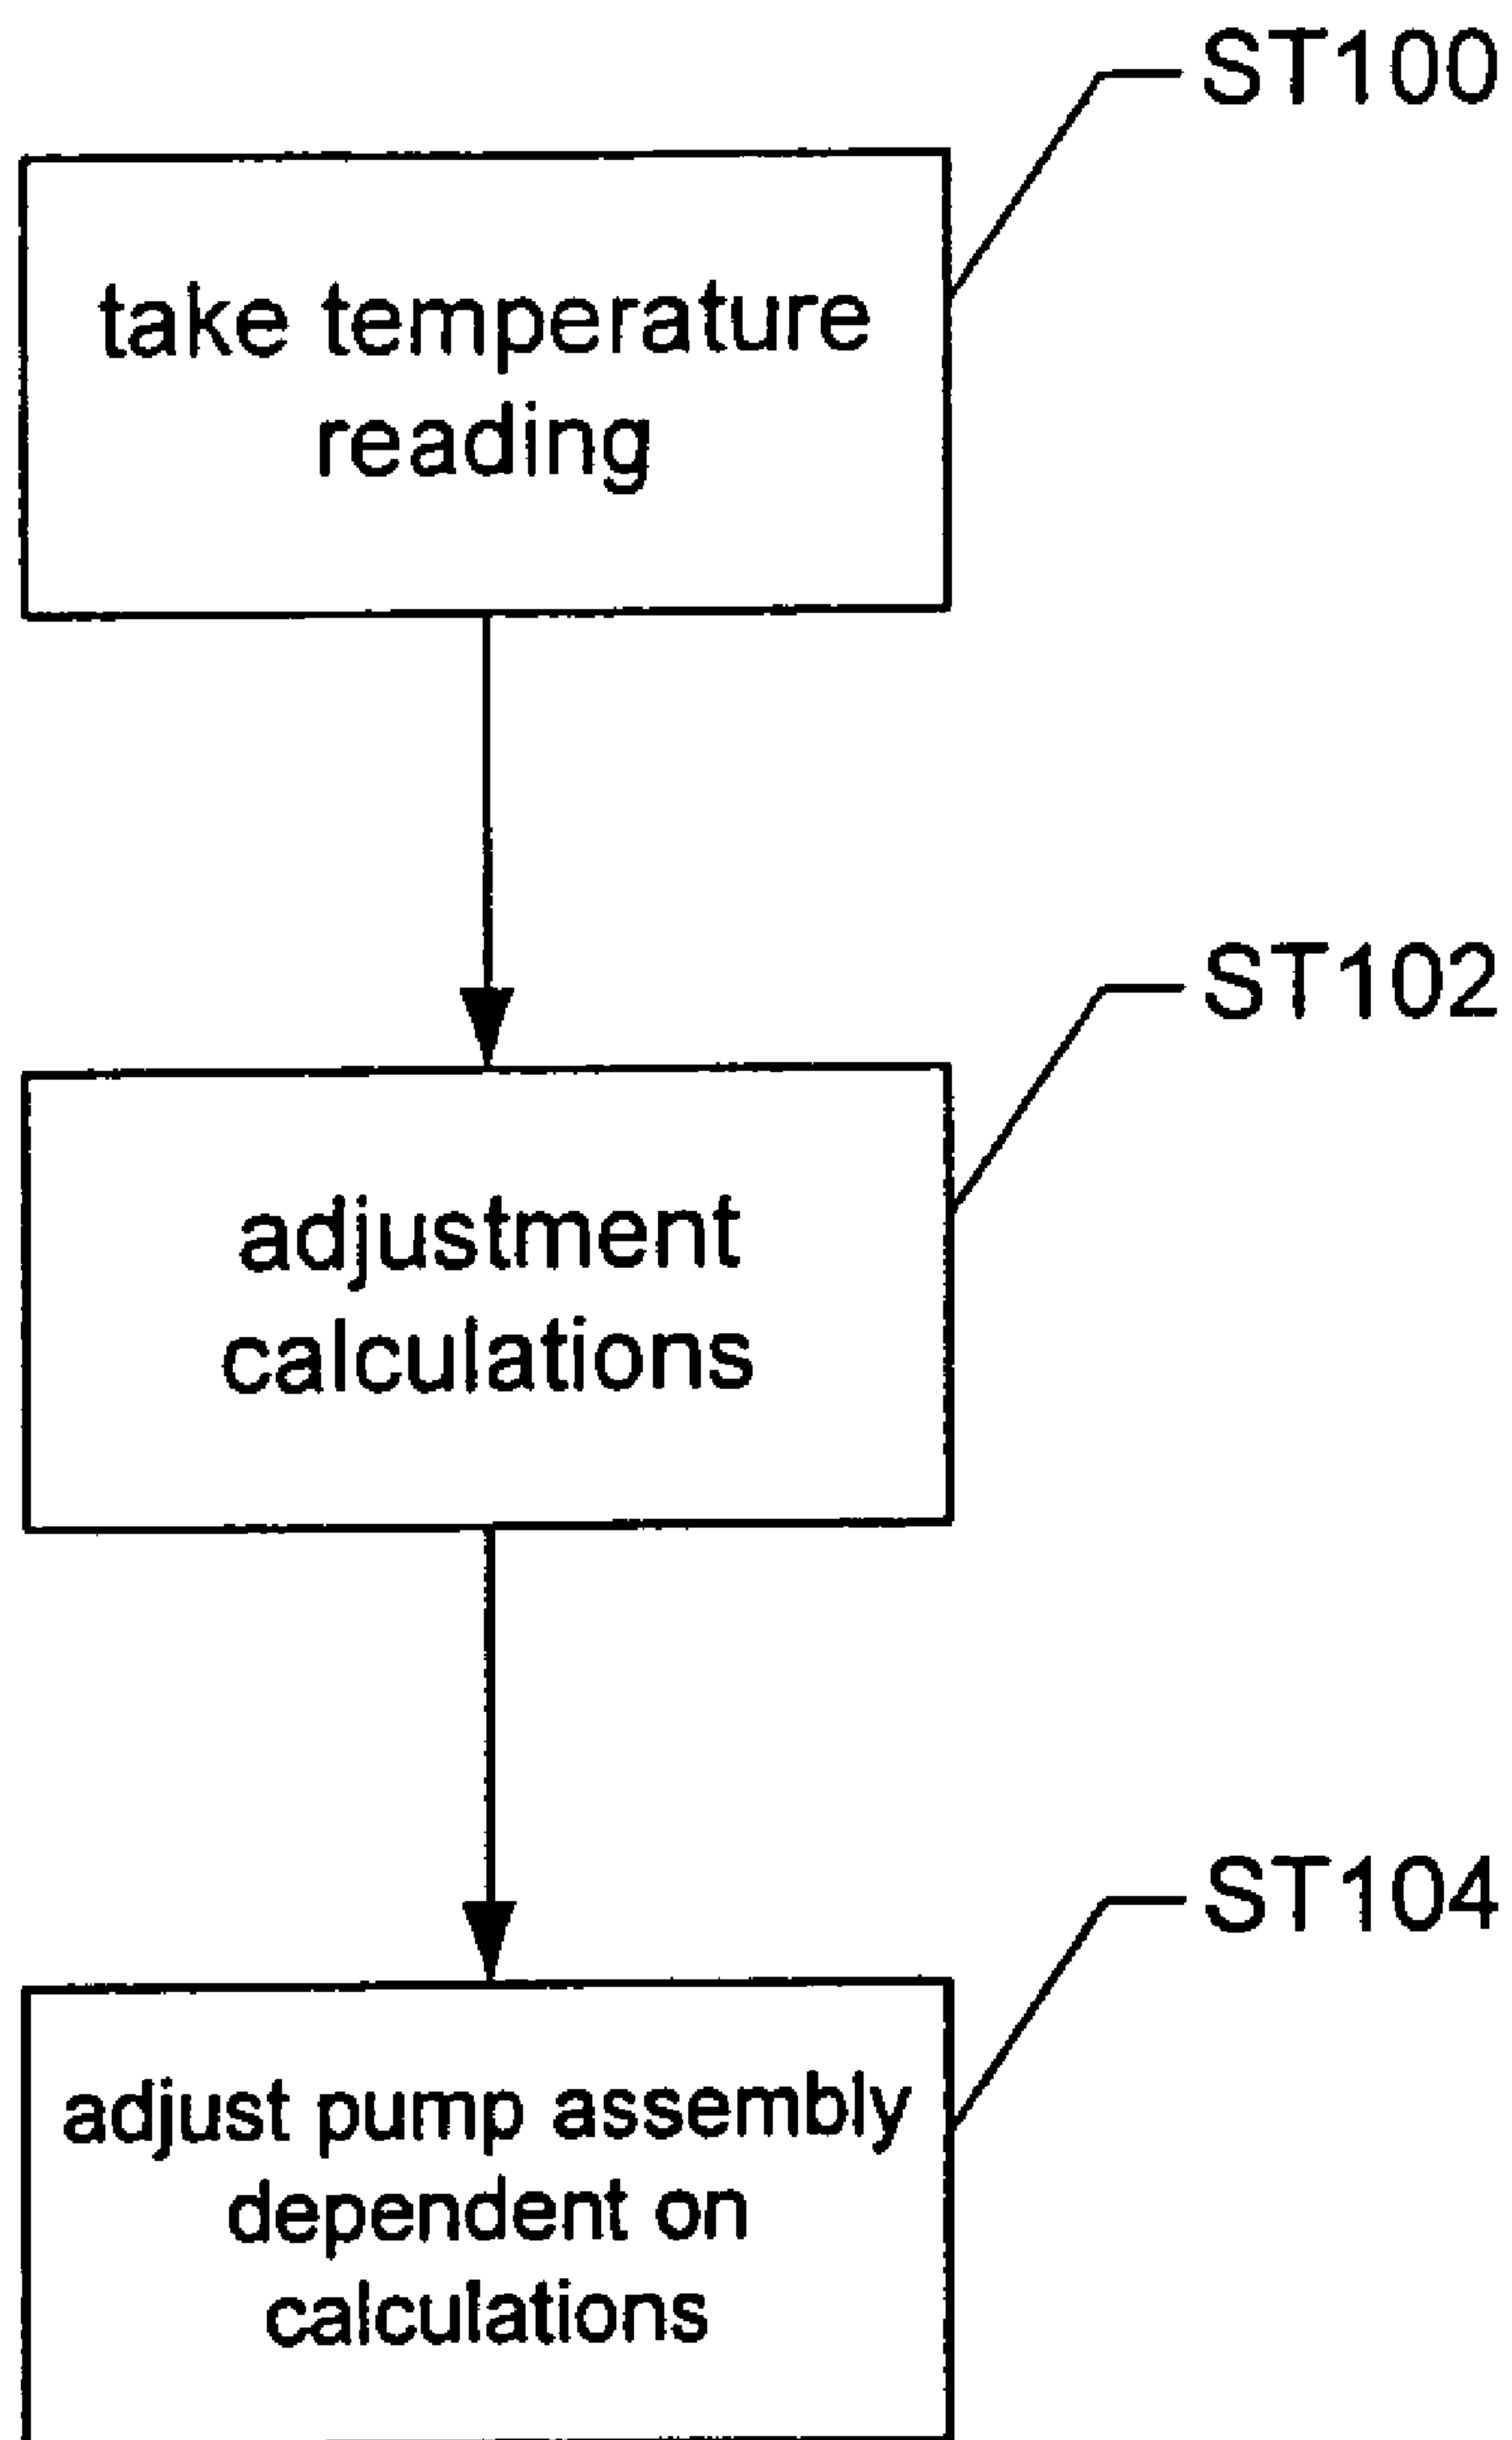 ST100
take temperature
reading
ST102
adjustment
calculations
ST104
adjust pump assembly
dependent on
calculations